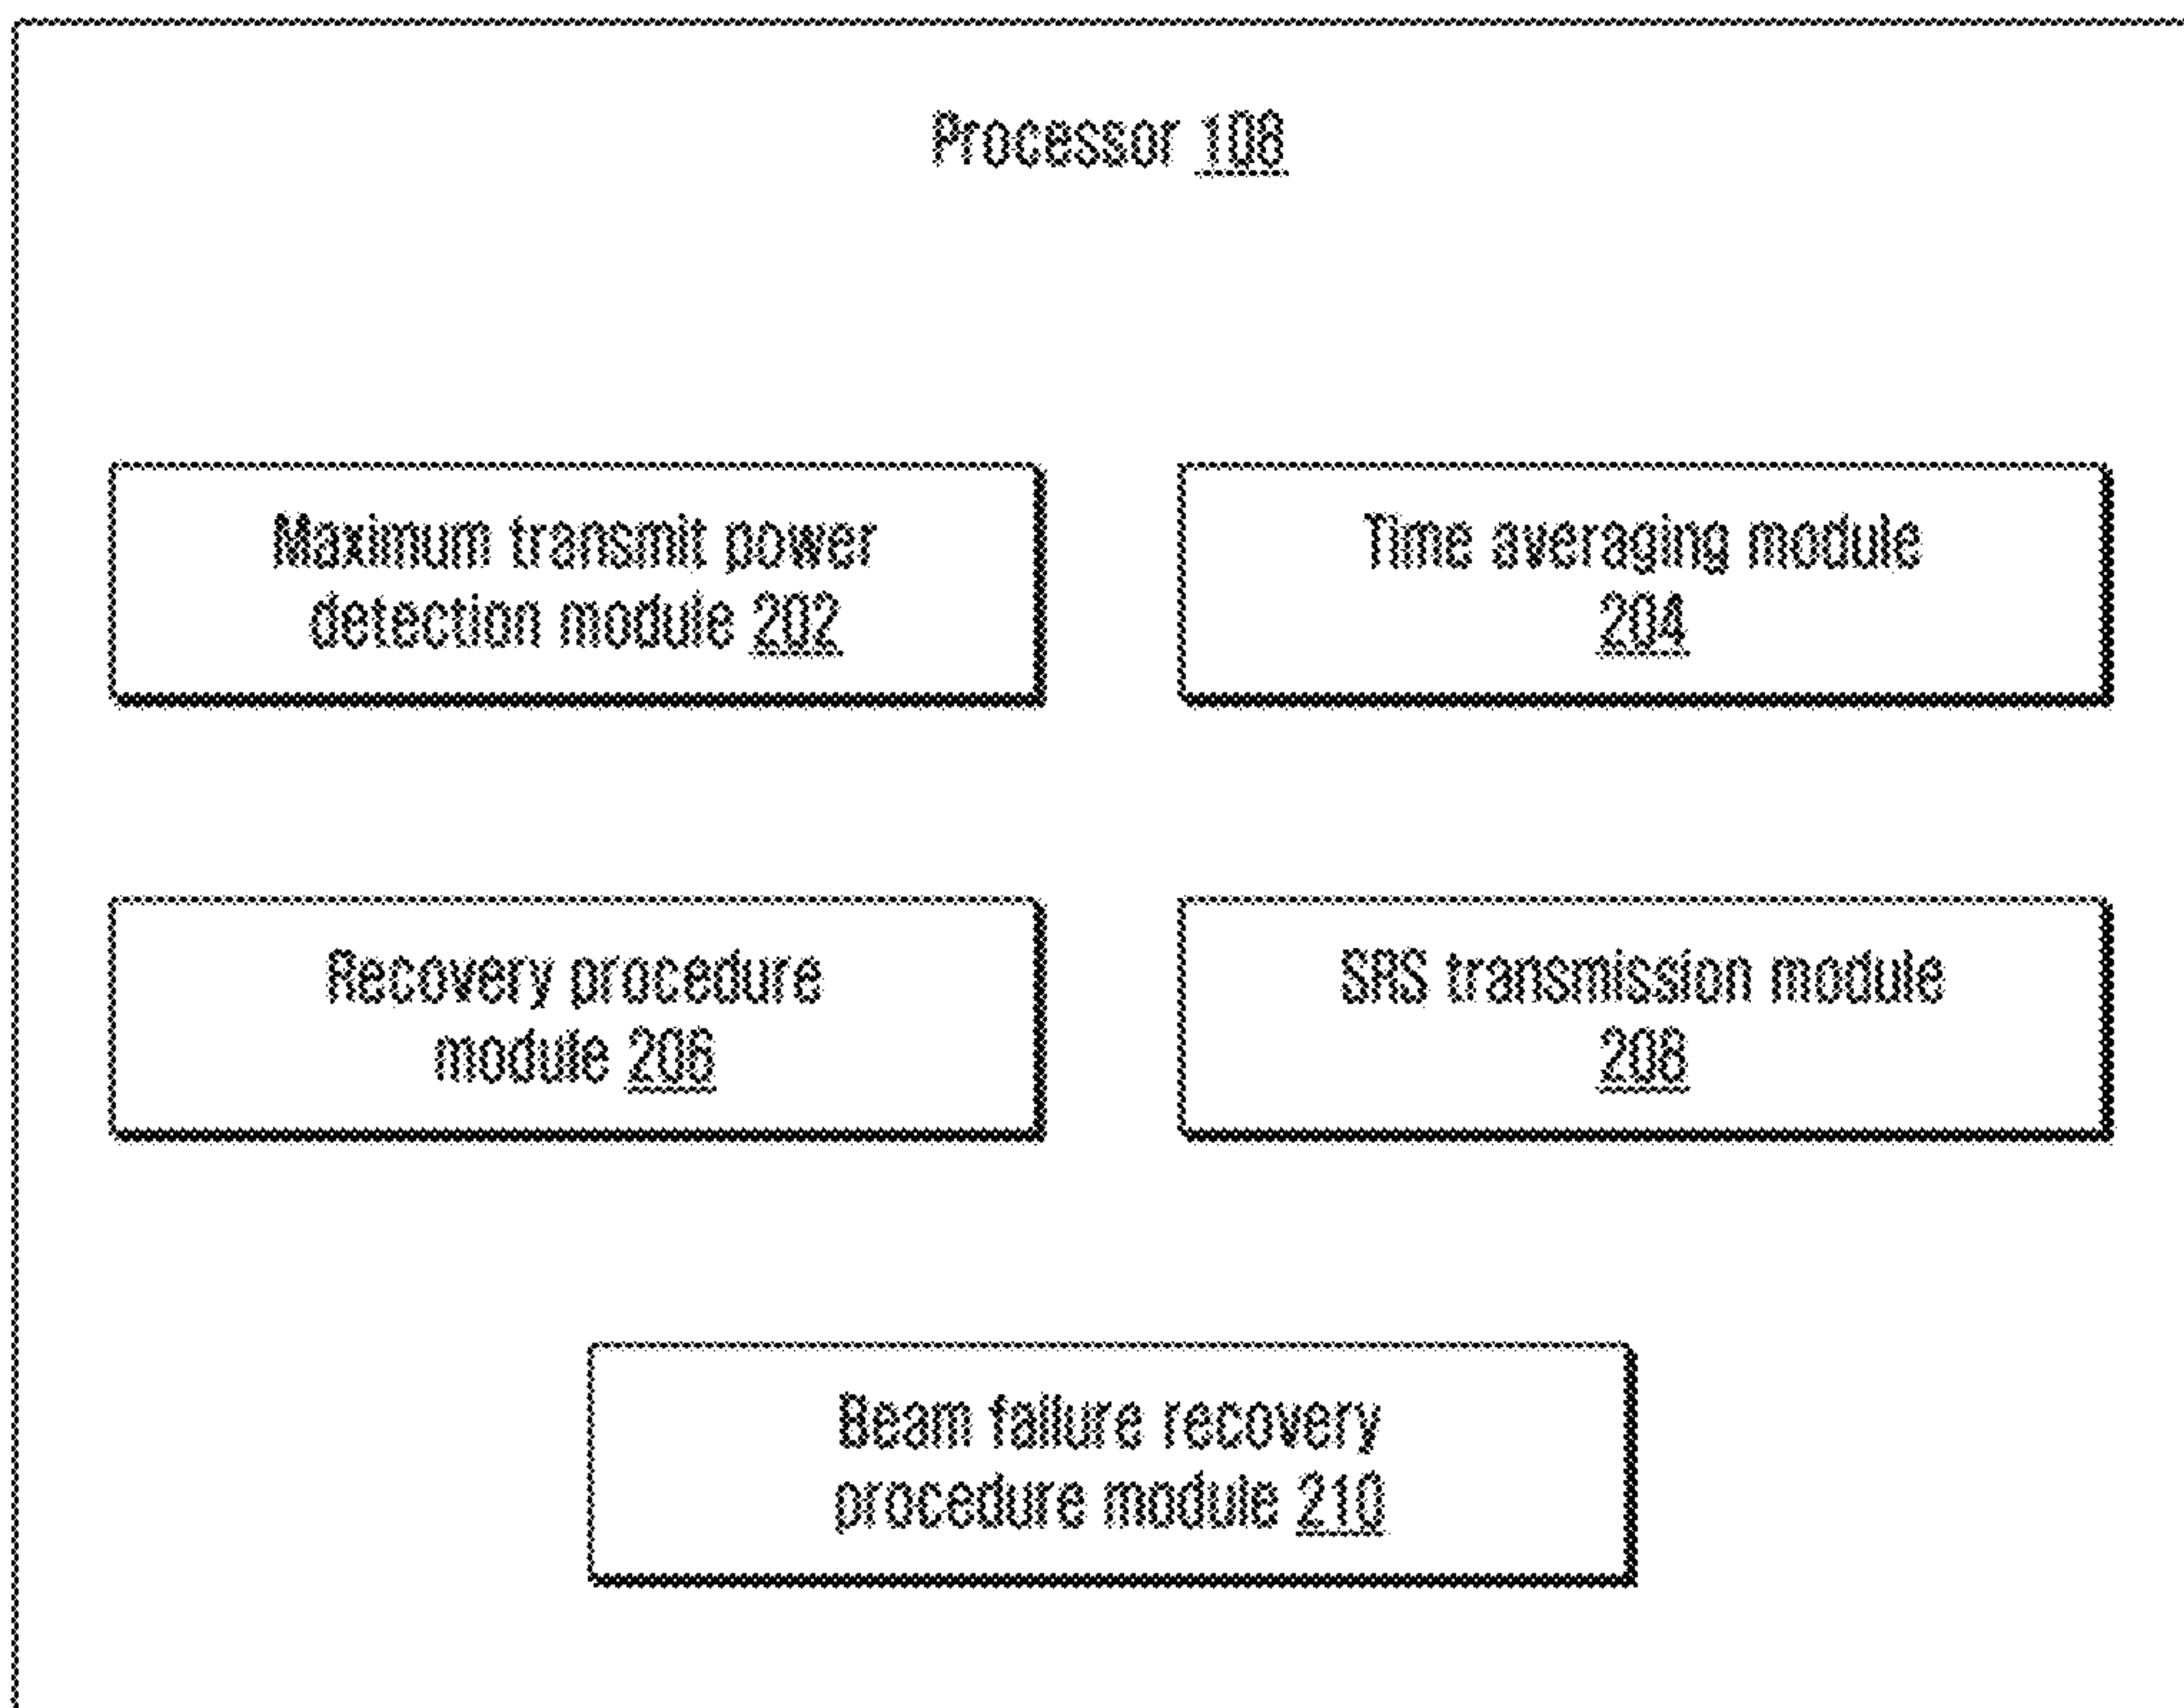 Processor 108
Maximum transmit power
detection module 202
Time averaging module
204
Recovery procedure
module 206
SRS transmission module
208
Beam failure recovery
procedure module 210